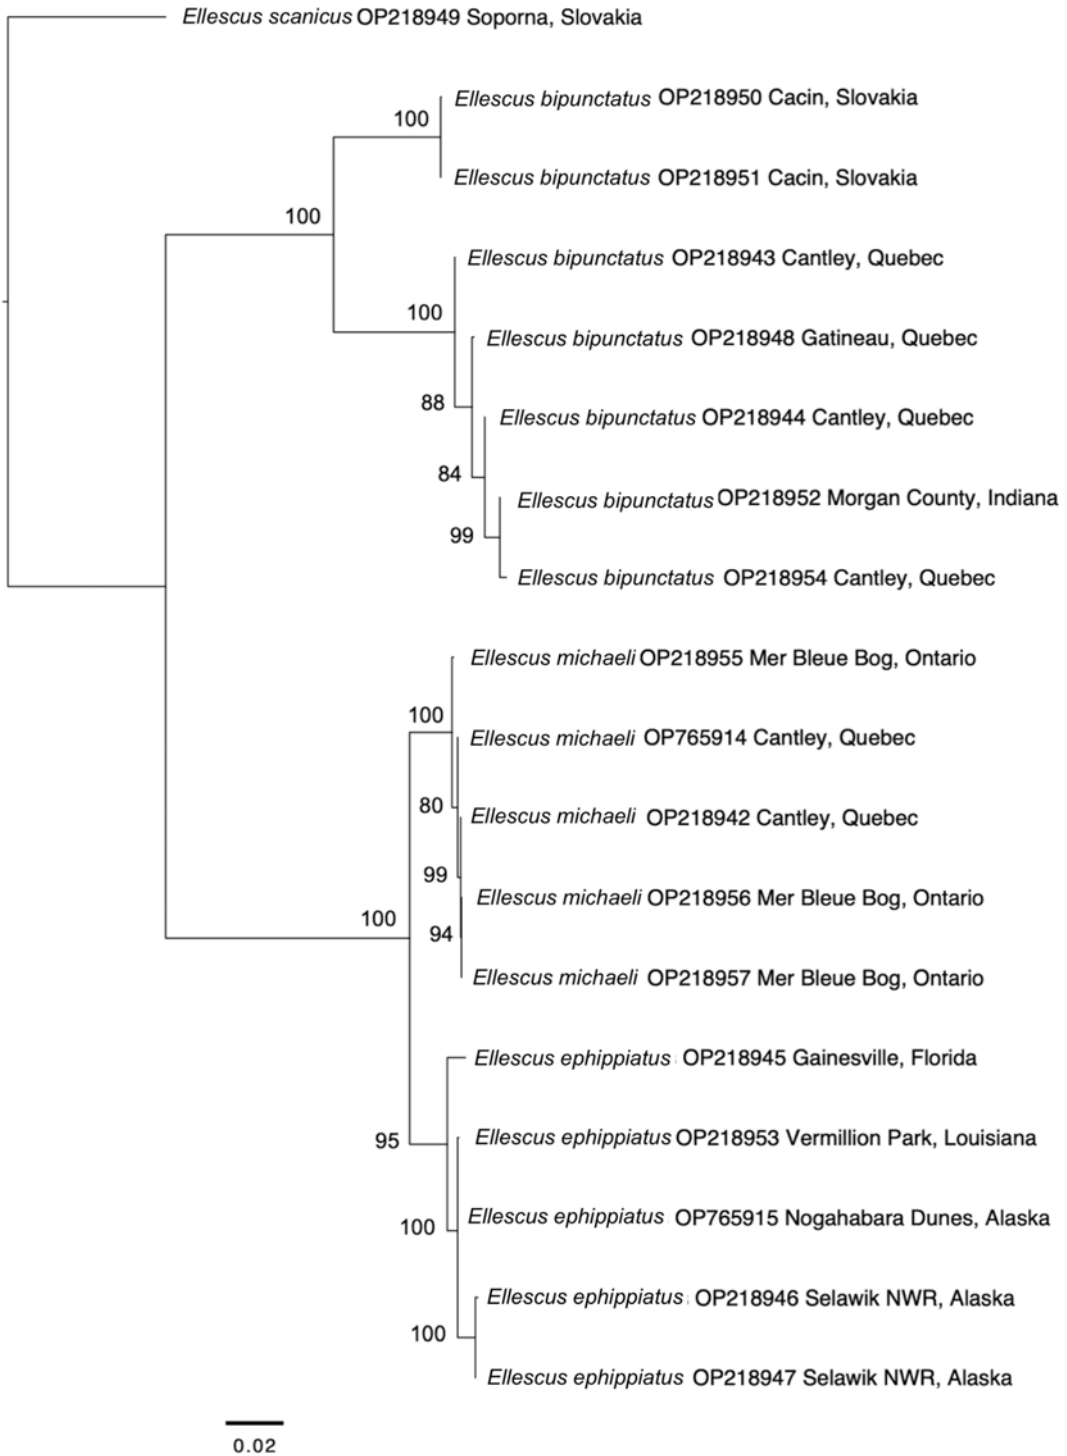 Ellescus scanicus OP218949 Soporna, Slovakia
Ellescus bipunctatus OP218950 Cacin, Slovakia
100
Ellescus bipunctatus OP218951 Cacin, Slovakia
100
Ellescus bipunctatus OP218943 Cantley, Quebec
100
Ellescus bipunctatus OP218948 Gatineau, Quebec
88
Ellescus bipunctatus OP218944 Cantley, Quebec
84
Ellescus bipunctatus OP218952 Morgan County, Indiana
99
Ellescus bipunctatus OP218954 Cantley, Quebec
Ellescus michaeli OP218955 Mer Bleue Bog, Ontario
100
Ellescus michaeli OP765914 Cantley, Quebec
80
Ellescus michaeli OP218942 Cantley, Quebec
99
Ellescus michaeli OP218956 Mer Bleue Bog, Ontario
100
94
Ellescus michaeli OP218957 Mer Bleue Bog, Ontario
Ellescus ephippiatus OP218945 Gainesville, Florida
95
Ellescus ephippiatus OP218953 Vermillion Park, Louisiana
Ellescus ephippiatus OP765915 Nogahabara Dunes, Alaska
100
Ellescus ephippiatus OP218946 Selawik NWR, Alaska
100
Ellescus ephippiatus OP218947 Selawik NWR, Alaska
0.02